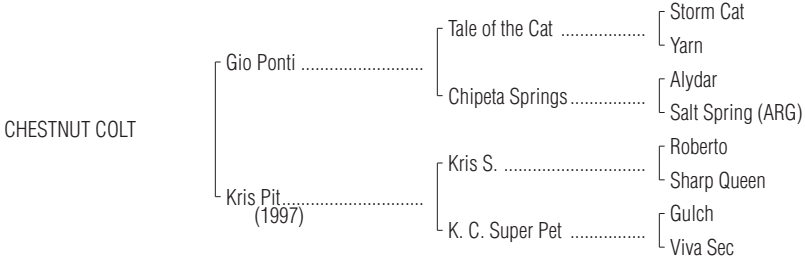 Storm Cat
Tale of the Cat ..................
Yarn
Gio Ponti ..........................
Alydar
Chipeta Springs ................
Salt Spring (ARG)
CHESTNUT COLT
Roberto
Kris S. ..............................
Sharp Queen
Kris Pit..............................
(1997)
Gulch
K. C. Super Pet ................
Viva Sec